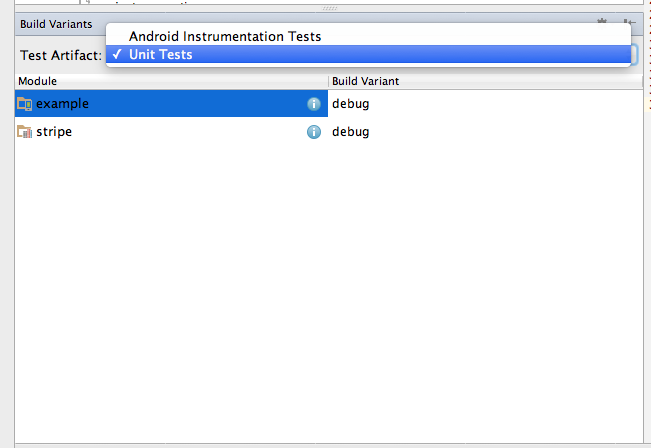 Build Variants
Android Instrumentation Tests
Test Artifact: ✓ Unit Tests
Module Build Variant
example debug
stripe debug